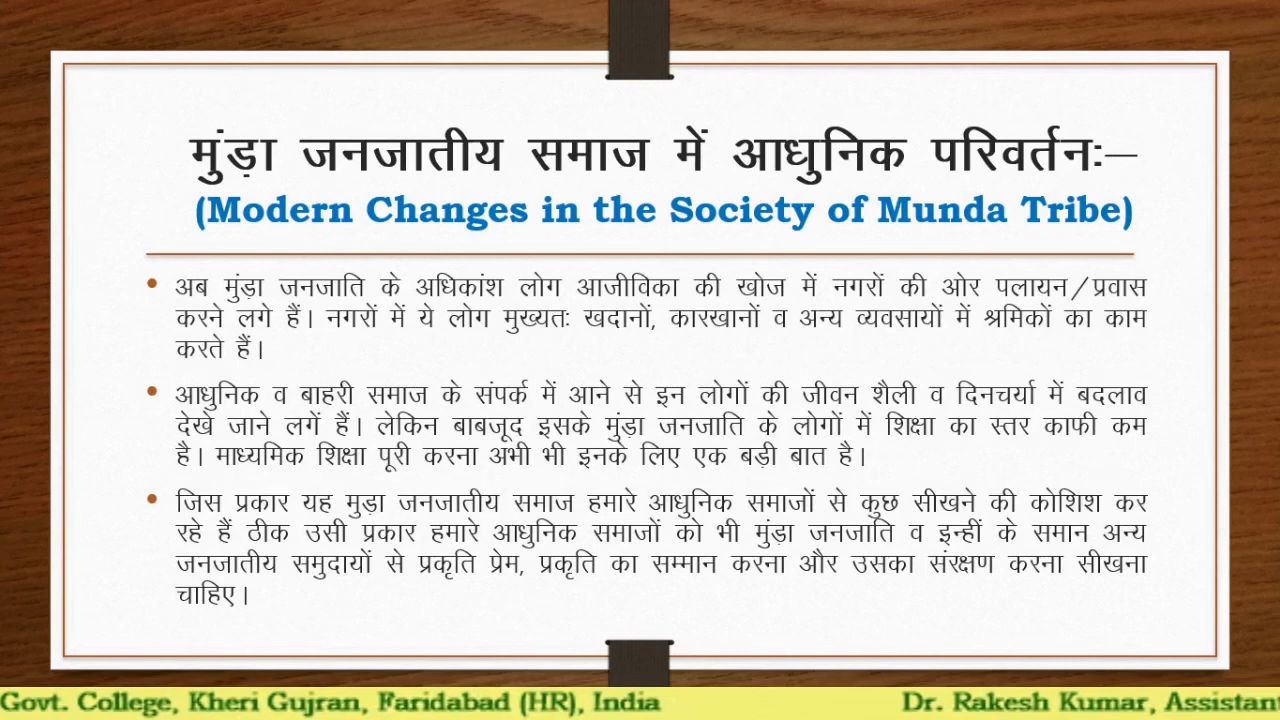 मुंड़ा जनजातीय समाज में आधुनिक परिवर्तनः—
(Modern Changes in the Society of Munda Tribe)
• अब मुंड़ा जनजाति के अधिकांश लोग आजीविका की खोज में नगरों की ओर पलायन/प्रवास
करने लगे हैं। नगरों में ये लोग मुख्यतः खदानों, कारखानों व अन्य व्यवसायों में श्रमिकों का काम
करते हैं।
• आधुनिक व बाहरी समाज के संपर्क में आने से इन लोगों की जीवन शैली व दिनचर्या में बदलाव
देखे जाने लगें हैं। लेकिन बाबजूद इसके मुंड़ा जनजाति के लोगों में शिक्षा का स्तर काफी कम
है। माध्यमिक शिक्षा पूरी करना अभी भी इनके लिए एक बड़ी बात है।
• जिस प्रकार यह मुड़ा जनजातीय समाज हमारे आधुनिक समाजों से कुछ सीखने की कोशिश कर
रहे हैं ठीक उसी प्रकार हमारे आधुनिक समाजों को भी मुंड़ा जनजाति व इन्हीं के समान अन्य
जनजातीय समुदायों से प्रकृति प्रेम, प्रकृति का सम्मान करना और उसका संरक्षण करना सीखना
चाहिए।
Govt. College, Kheri Gujran, Faridabad (HR), India Dr. Rakesh Kumar, Assistant